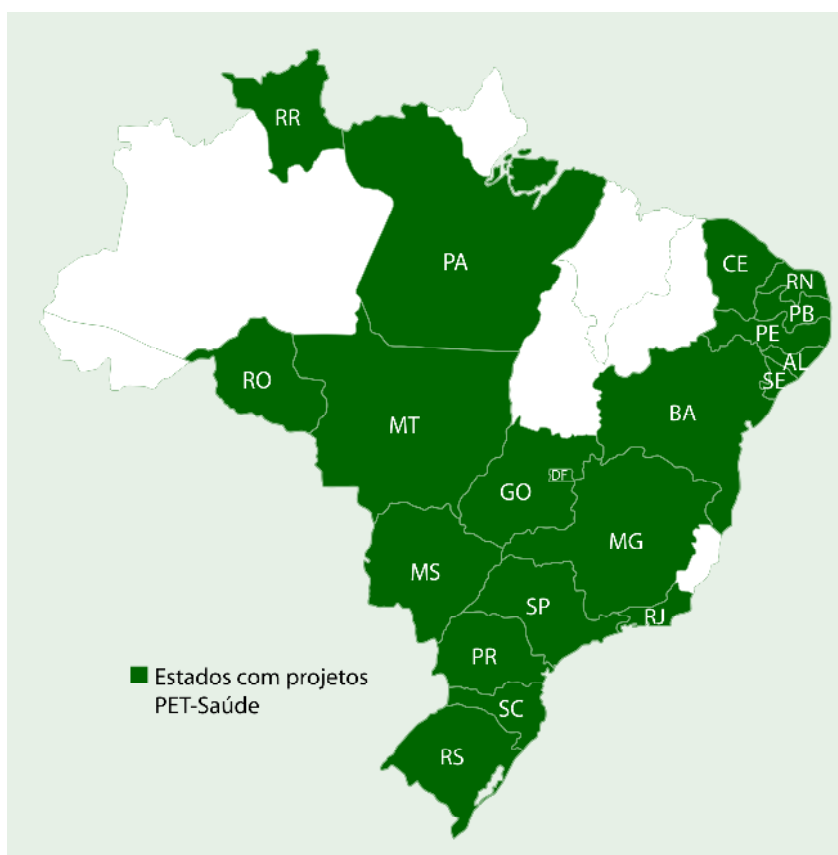 RR
PA
CE
RN
PB
PE
AL
SE
RO
MT
BA
DF
GO
MG
MS
SP
RJ
PR
Estados com projetos
PET-Saúde
SC
RS